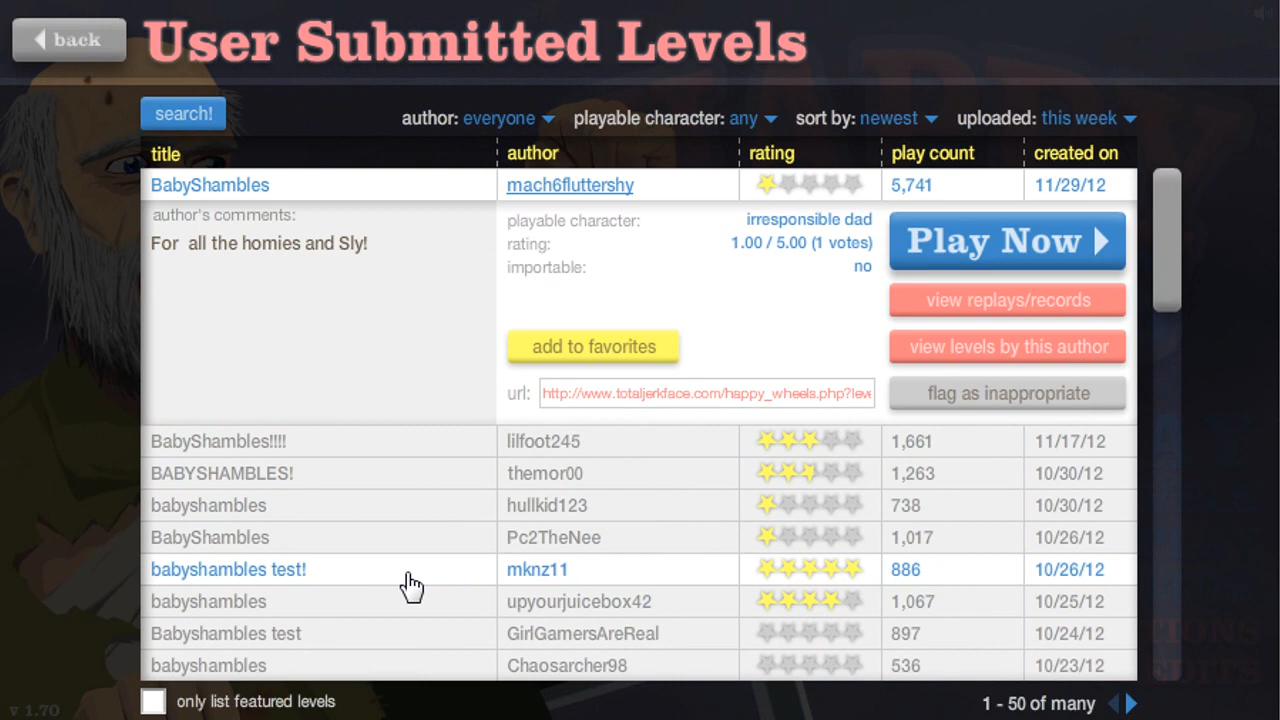 back
User Submitted Levels
search!
author: everyone playable character: any sort by: newest uploaded: this week
title author rating play count created on
BabyShambles mach6fluttershy 5,741 11/29/12
author's comments:
For all the homies and Sly!
playable character: irresponsible dad
rating: 1.00 / 5.00 (1 votes)
importable: no
Play Now
view replays/records
add to favorites
view levels by this author
url: http://www.totaljerkface.com/happy_wheels.php?leve
flag as inappropriate
BabyShambles!!!! lilfoot245 1,661 11/17/12
BABYSHAMBLES! themor00 1,263 10/30/12
babyshambles hullkid123 738 10/30/12
BabyShambles Pc2TheNee 1,017 10/26/12
babyshambles test! mknz11 886 10/26/12
babyshambles upyourjuicebox42 1,067 10/25/12
Babyshambles test GirlGamersAreReal 897 10/24/12
babyshambles Chaosarcher98 536 10/23/12
only list featured levels
1 - 50 of many
v 1.70